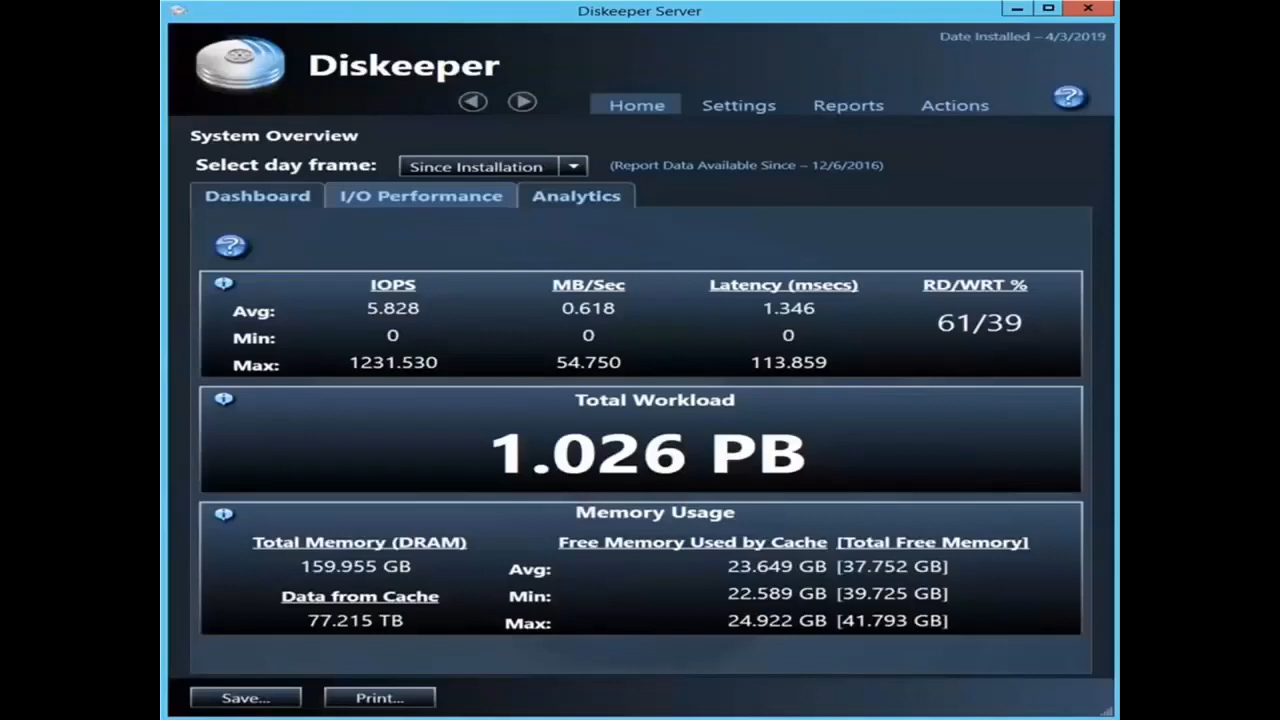 Diskeeper Server
Date Installed – 4/3/2019
Diskeeper
Home Settings Reports Actions
System Overview
Select day frame: Since Installation (Report Data Available Since – 12/6/2016)
Dashboard I/O Performance Analytics
IOPS MB/Sec Latency (msecs) RD/WRT %
Avg: 5.828 0.618 1.346 61/39
Min: 0 0 0
Max: 1231.530 54.750 113.859
Total Workload
1.026 PB
Memory Usage
Total Memory (DRAM) Free Memory Used by Cache [Total Free Memory]
159.955 GB Avg: 23.649 GB [37.752 GB]
Data from Cache Min: 22.589 GB [39.725 GB]
77.215 TB Max: 24.922 GB [41.793 GB]
Save... Print...